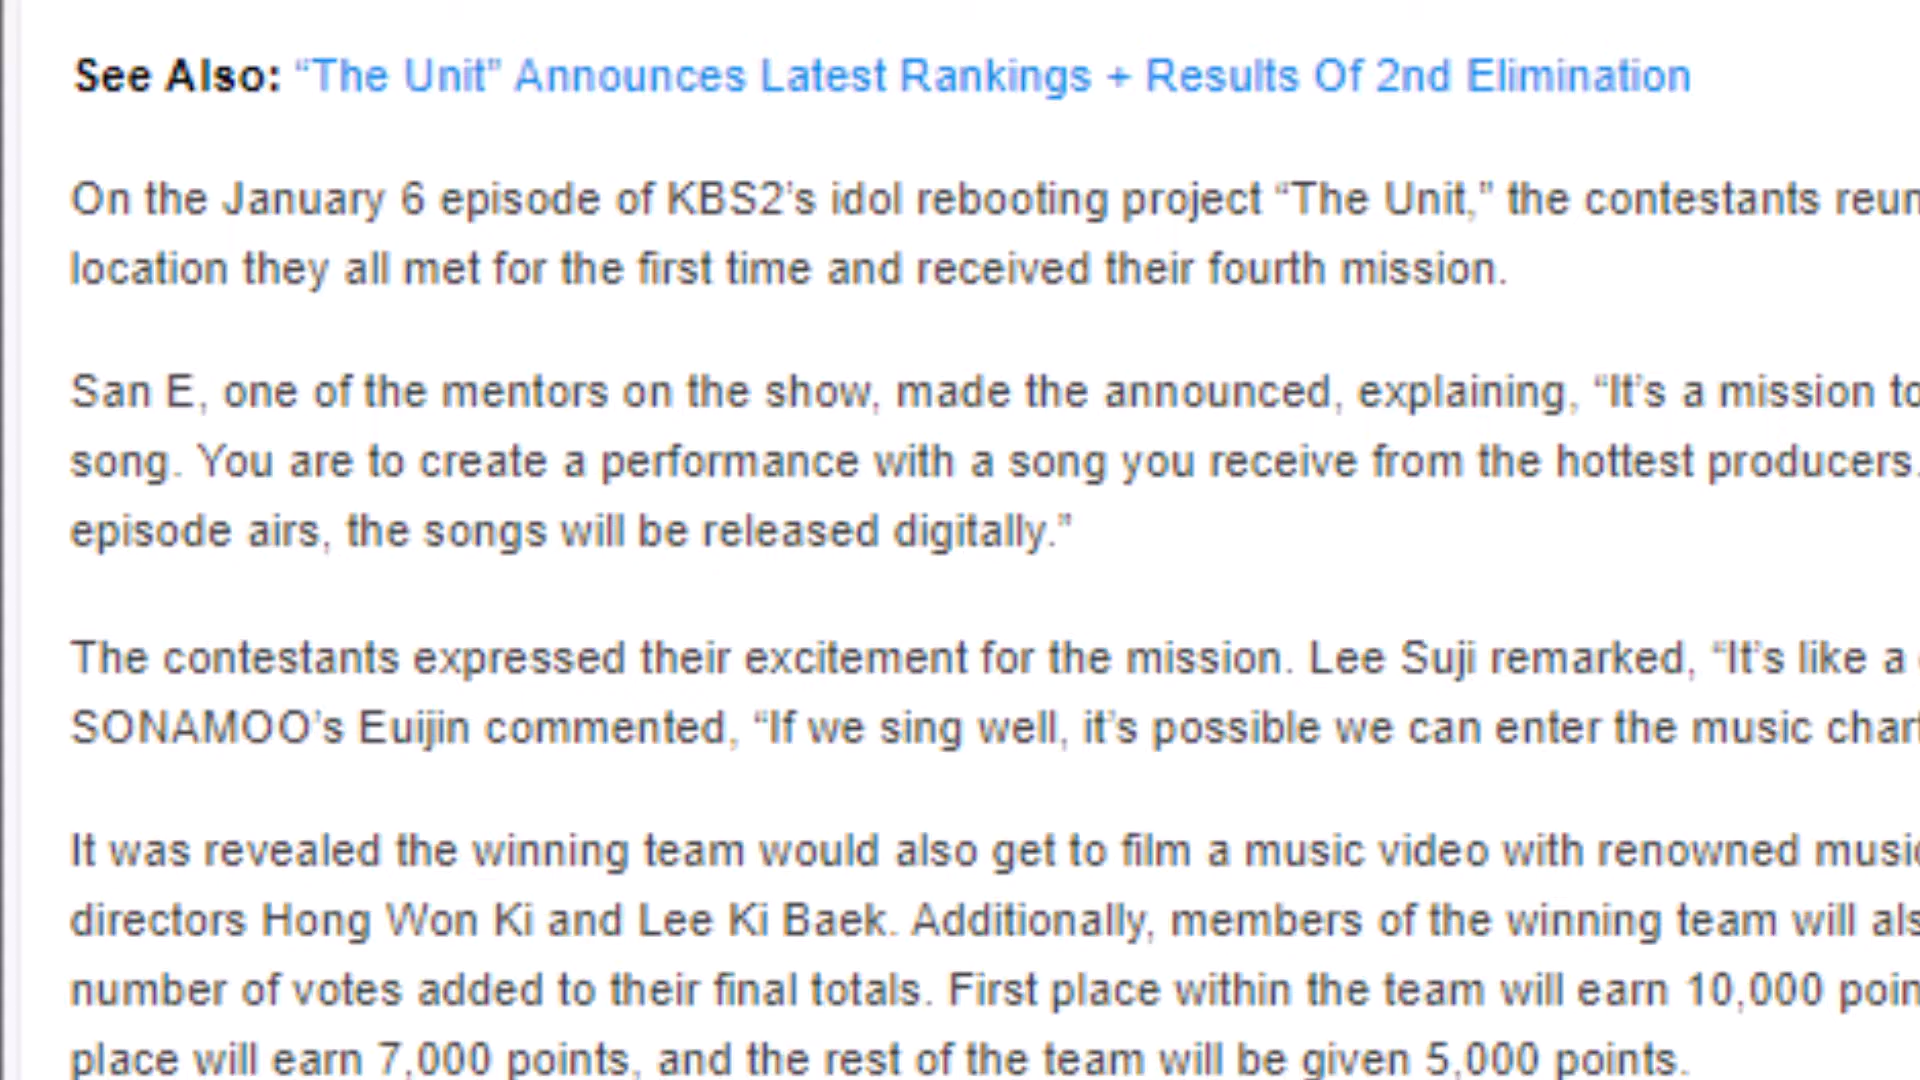 See Also: “The Unit” Announces Latest Rankings + Results Of 2nd Elimination
On the January 6 episode of KBS2’s idol rebooting project “The Unit,” the contestants
location they all met for the first time and received their fourth mission.
San E, one of the mentors on the show, made the announced, explaining, “It’s a mission to
song. You are to create a performance with a song you receive from the hottest producers.
episode airs, the songs will be released digitally.”
The contestants expressed their excitement for the mission. Lee Suji remarked, “It’s like a
SONAMOO’s Euijin commented, “If we sing well, it’s possible we can enter the music
It was revealed the winning team would also get to film a music video with renowned
directors Hong Won Ki and Lee Ki Baek. Additionally, members of the winning team will
number of votes added to their final totals. First place within the team will earn 10,000
place will earn 7,000 points, and the rest of the team will be given 5,000 points.